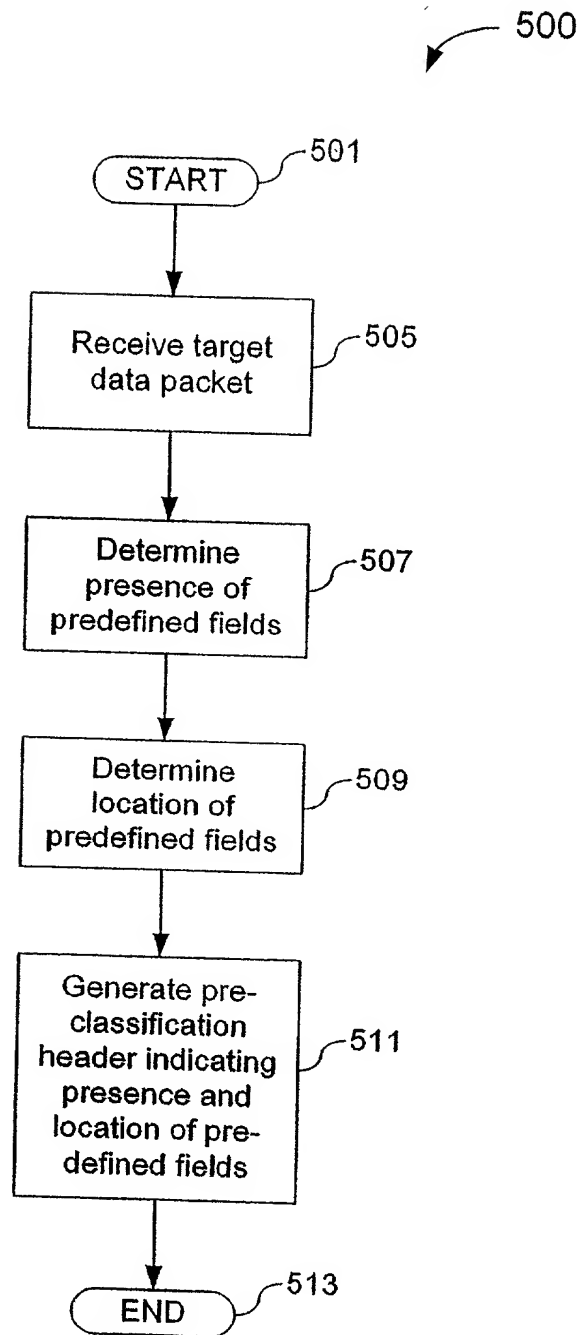 500
START
501
Receive target
data packet
505
Determine
presence of
predefined fields
507
Determine
location of
predefined fields
509
Generate pre-
classification
header indicating
presence and
location of pre-
defined fields
511
END
513